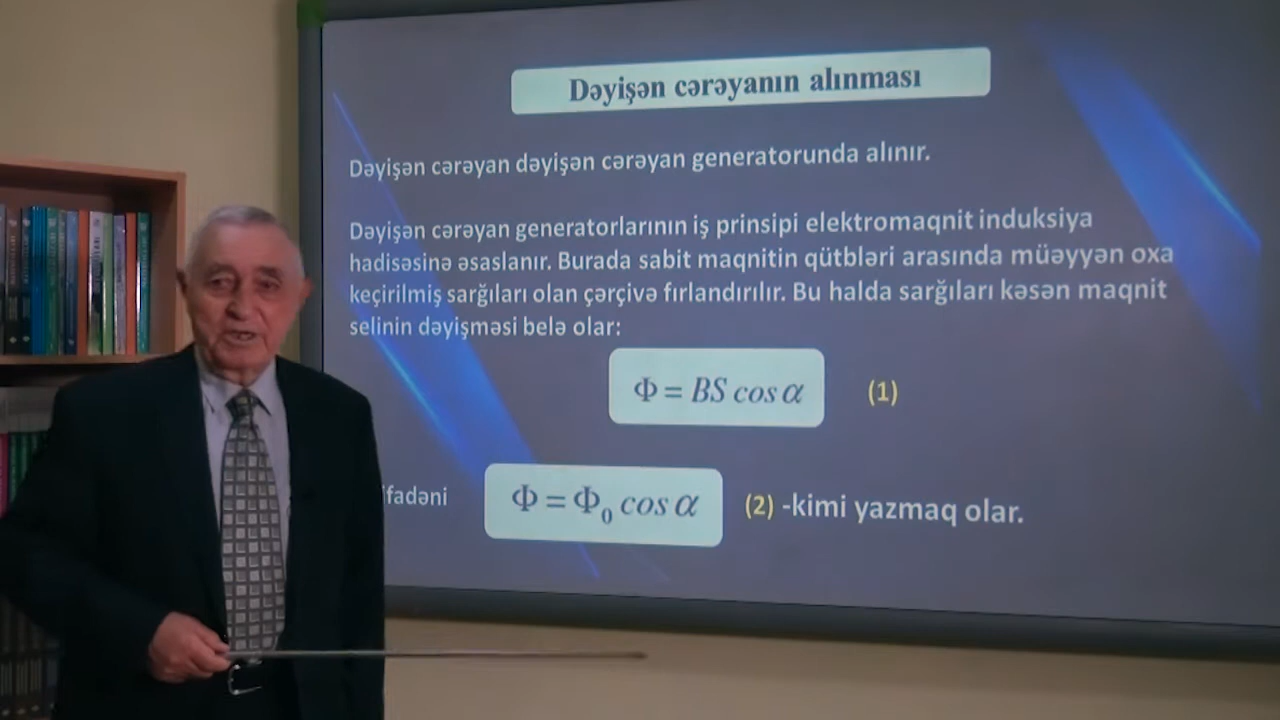 Dəyişən cərəyanın alınması
Dəyişən cərəyan dəyişən cərəyan generatorunda alınır.
Dəyişən cərəyan generatorlarının iş prinsipi elektromaqnit induksiya
hadisəsinə əsaslanır. Burada sabit maqnitin qütbləri arasında müəyyən oxa
keçirilmiş sarğıları olan çərçivə fırlandırılır. Bu halda sarğıları kəsən maqnit
selinin dəyişməsi belə olar:
Φ = BS cos α (1)
ifadəni Φ = Φ₀ cos α (2) -kimi yazmaq olar.